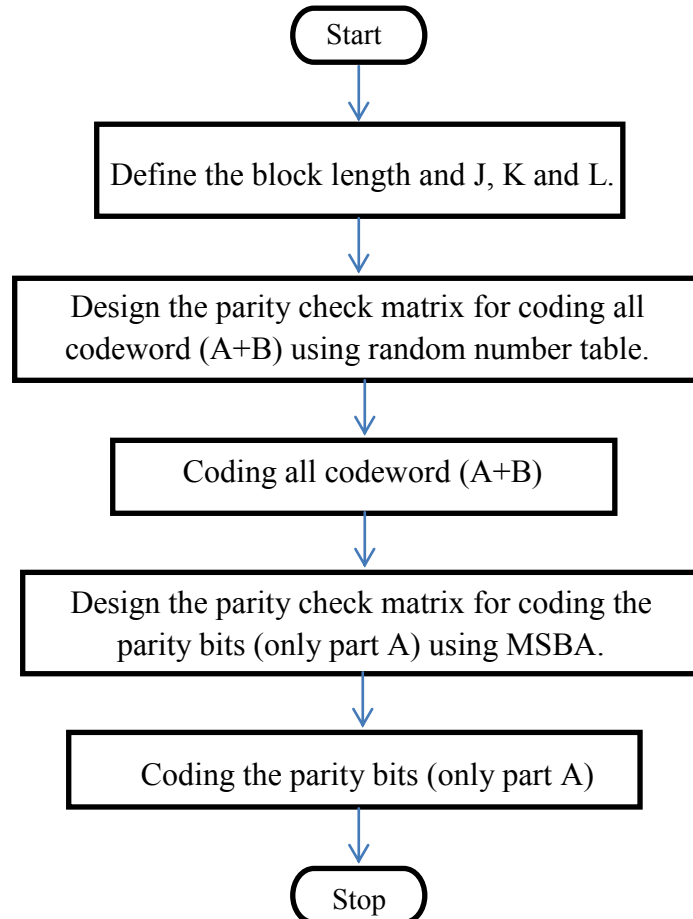 Start
Define the block length and J, K and L.
Design the parity check matrix for coding all
codeword (A+B) using random number table.
Coding all codeword (A+B)
Design the parity check matrix for coding the
parity bits (only part A) using MSBA.
Coding the parity bits (only part A)
Stop